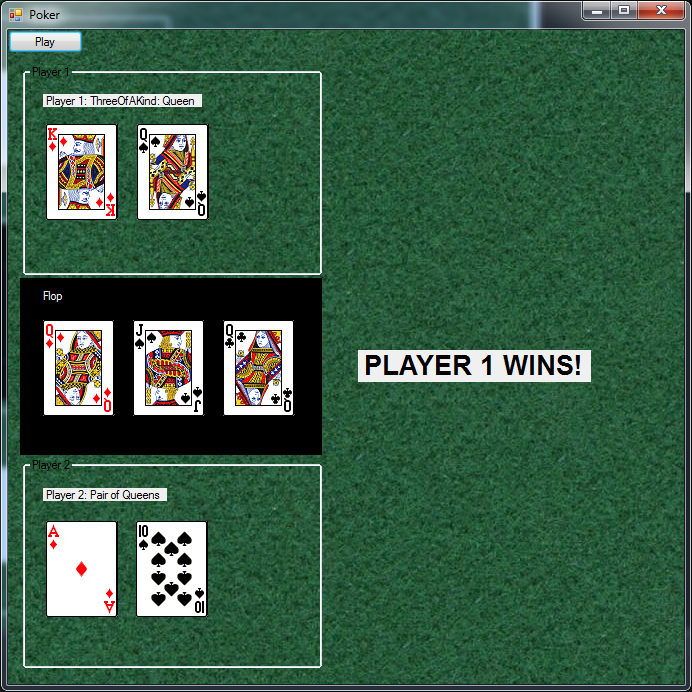 Poker
Play
Player 1
Player 1: ThreeOfAKind: Queen
K
K
Q
Q
Flop
Q
Q
J
J
Q
Q
PLAYER 1 WINS!
Player 2
Player 2: Pair of Queens
A
A
10
10